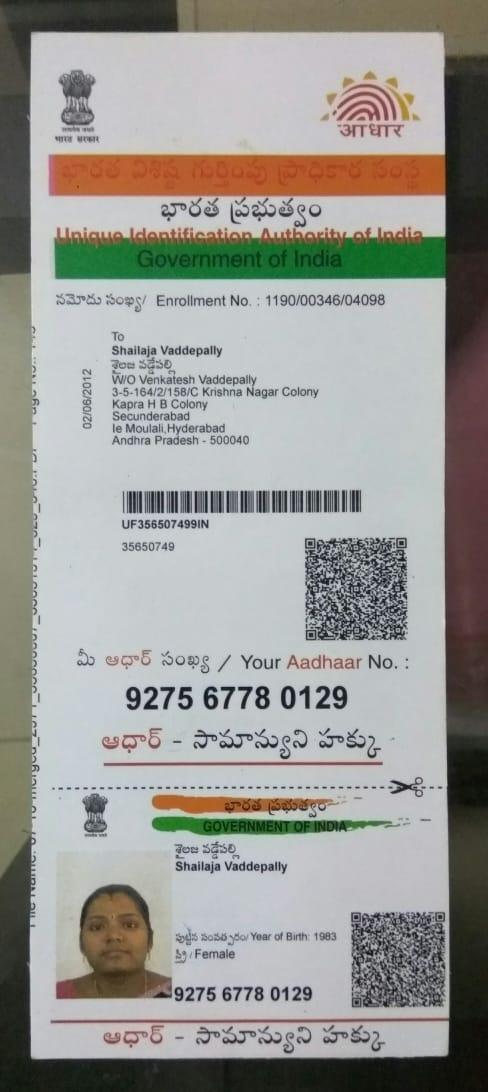 भारत सरकार
आधार
భారత విశిష్ట గుర్తింపు ప్రాధికార సంస్థ
భారత ప్రభుత్వం
Unique Identification Authority of India
Government of India
నమోదు సంఖ్య/ Enrollment No. : 1190/00346/04098
To
Shailaja Vaddepally
శైలజ వడ్డేపల్లి
W/O Venkatesh Vaddepally
3-5-164/2/158/C Krishna Nagar Colony
Kapra H B Colony
Secunderabad
Ie Moulali,Hyderabad
Andhra Pradesh - 500040
02/06/2012
UF356507499IN
35650749
మీ ఆధార్ సంఖ్య / Your Aadhaar No. :
9275 6778 0129
ఆధార్ - సామాన్యుని హక్కు
భారత ప్రభుత్వం
GOVERNMENT OF INDIA
శైలజ వడ్డేపల్లి
Shailaja Vaddepally
పుట్టిన సంవత్సరం/ Year of Birth: 1983
స్త్రీ / Female
9275 6778 0129
ఆధార్ - సామాన్యుని హక్కు